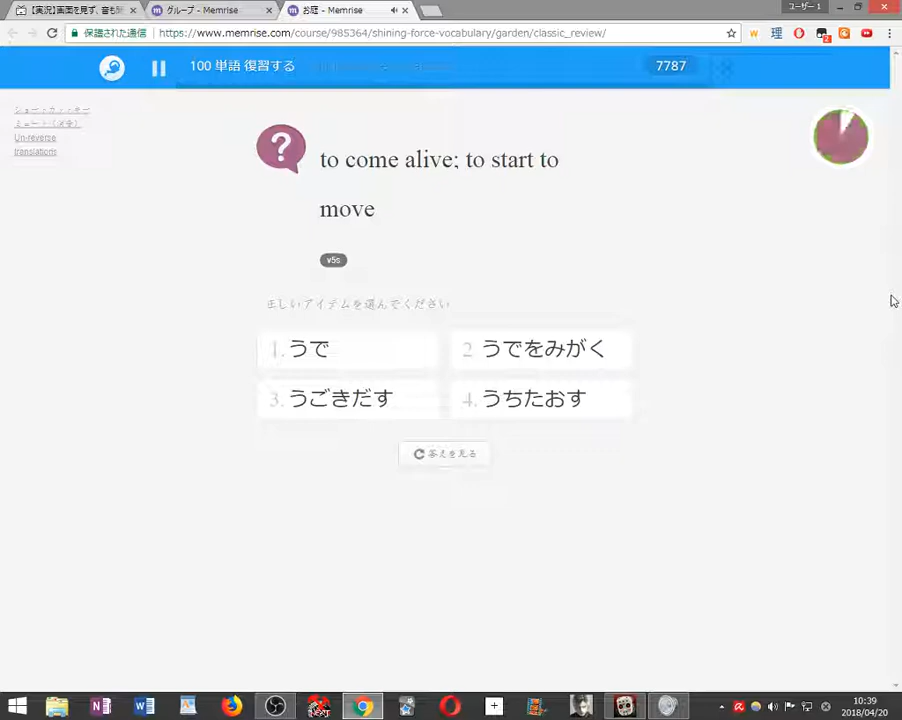 【実況】画面を見ず、音も聞
グループ - Memrise
お庭 - Memrise
ユーザー 1
保護された通信
https://www.memrise.com/course/985364/shining-force-vocabulary/garden/classic_review/
100 単語 復習する
7787
ミュート
Un-reverse
translations
?
to come alive; to start to
move
v5s
正しいアイテムを選んでください
1. うで
2. うでをみがく
3. うごきだす
4. うちたおす
答えを見る
10:39
2018/04/20